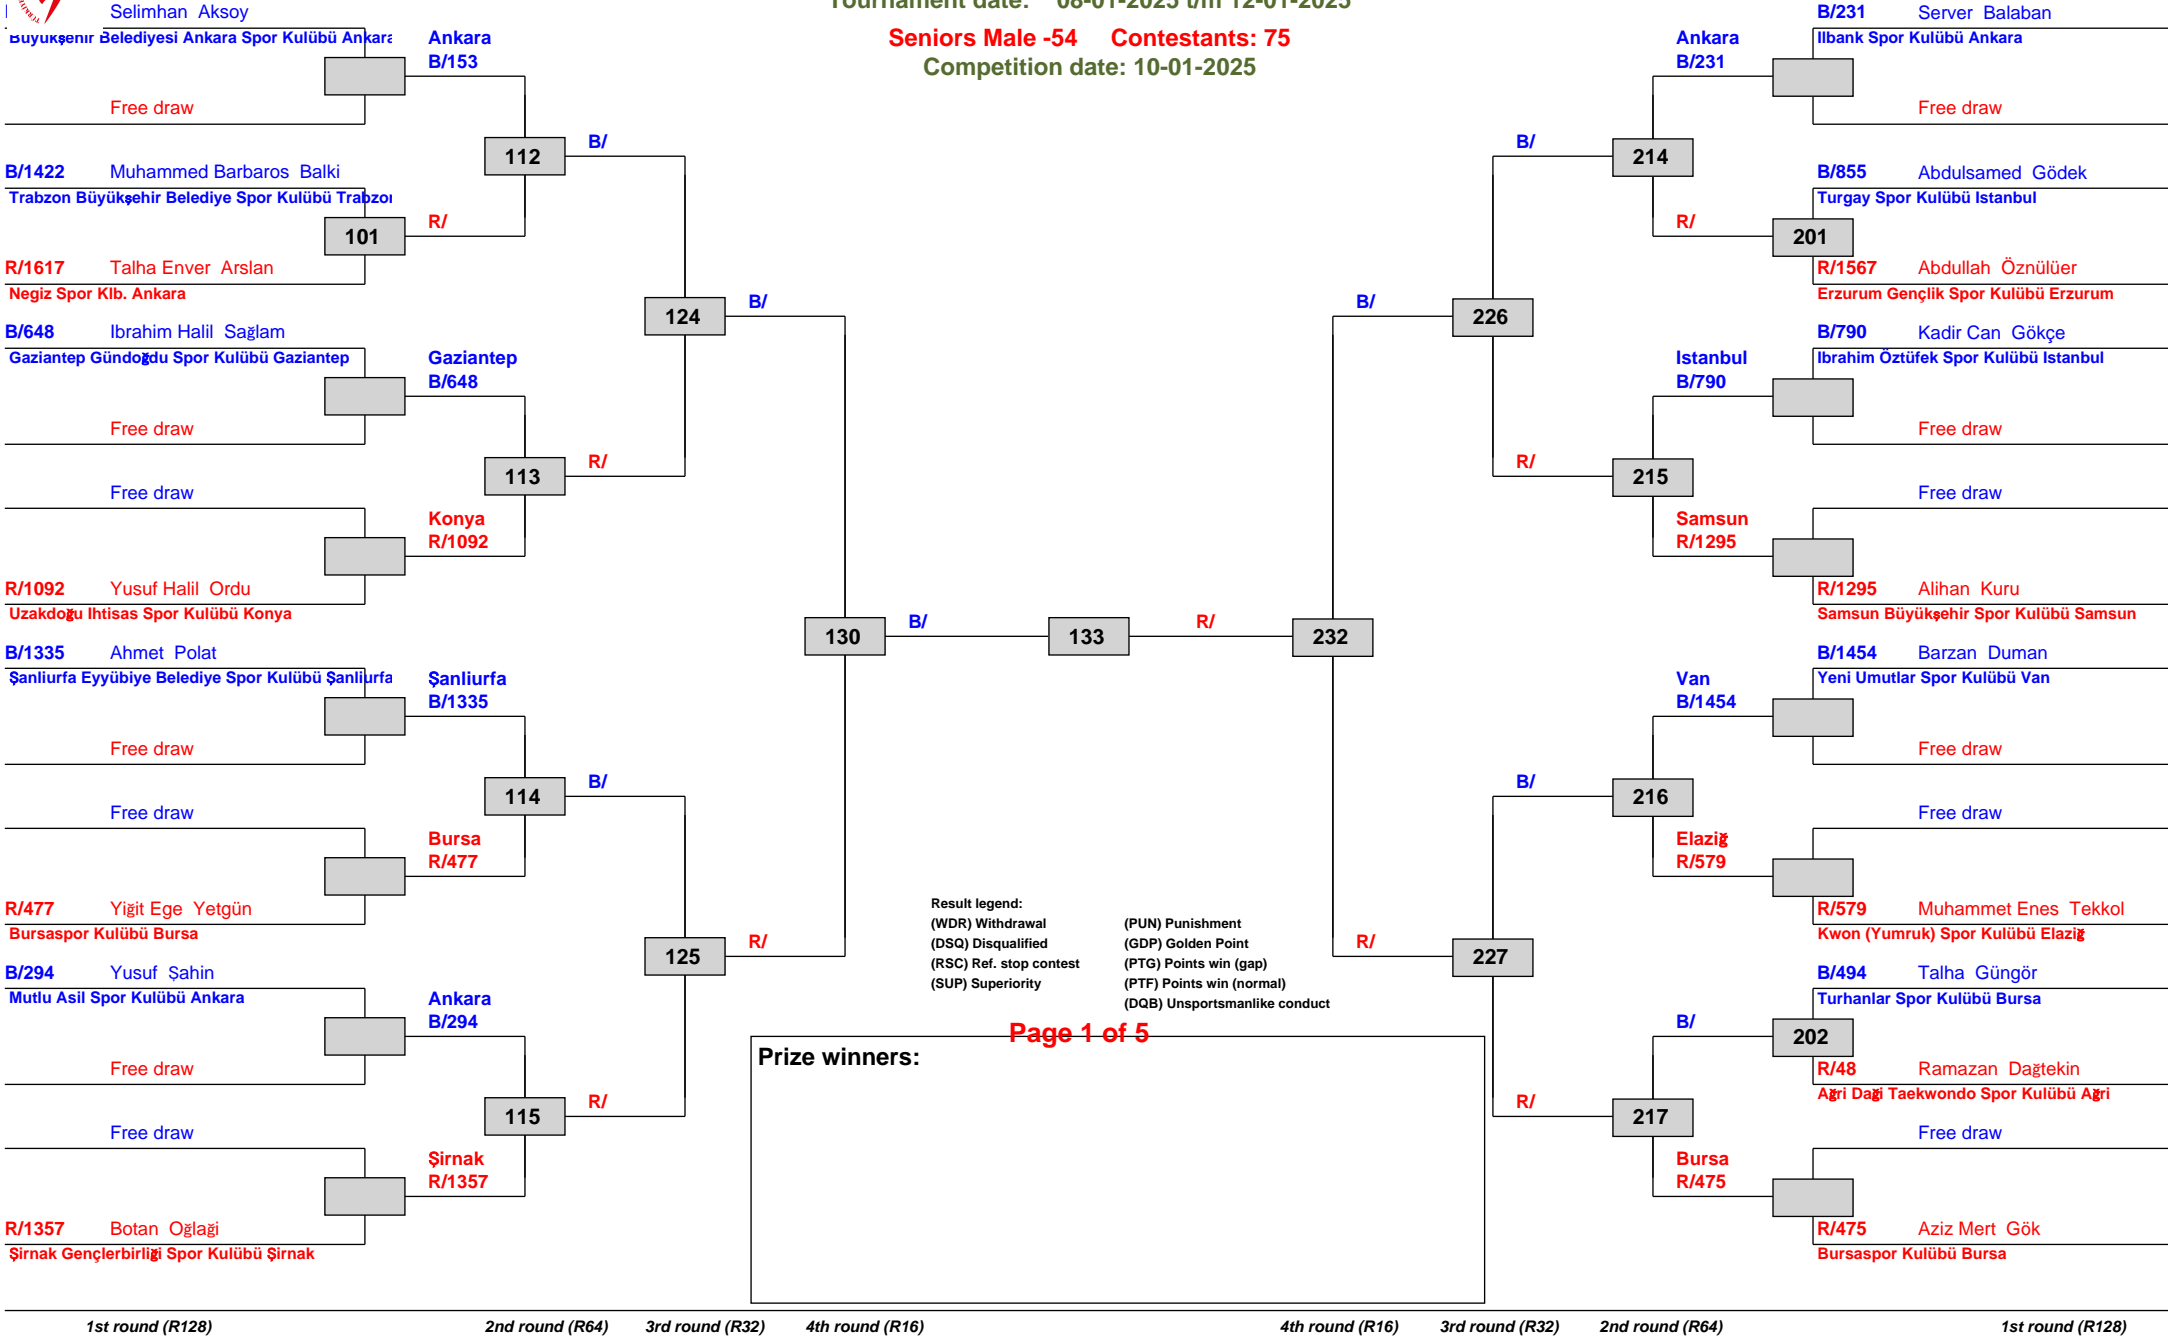 Tournament date: 08-01-2025 t/m 12-01-2025
Seniors Male -54 Contestants: 75
Competition date: 10-01-2025
Selimhan Aksoy
Büyükşehir Belediyesi Ankara Spor Kulübü Ankara
Free draw
B/1422 Muhammed Barbaros Balki
Trabzon Büyükşehir Belediye Spor Kulübü Trabzon
101
R/1617 Talha Enver Arslan
Negiz Spor Klb. Ankara
B/648 Ibrahim Halil Sağlam
Gaziantep Gündoğdu Spor Kulübü Gaziantep
Free draw
Free draw
R/1092 Yusuf Halil Ordu
Uzakdoğu Ihtisas Spor Kulübü Konya
B/1335 Ahmet Polat
Şanliurfa Eyyübiye Belediye Spor Kulübü Şanliurfa
Free draw
Free draw
R/477 Yiğit Ege Yetgün
Bursaspor Kulübü Bursa
B/294 Yusuf Şahin
Mutlu Asil Spor Kulübü Ankara
Free draw
Free draw
R/1357 Botan Oğlaği
Şirnak Gençlerbirliği Spor Kulübü Şirnak
Ankara
B/153
112
R/
Gaziantep
B/648
113
Konya
R/1092
Şanliurfa
B/1335
114
Bursa
R/477
Ankara
B/294
115
Şirnak
R/1357
B/
124
R/
B/
125
R/
B/
130
R/
B/
133
R/
232
B/
R/
B/
226
R/
B/
227
R/
Ankara
B/231
214
R/
Istanbul
B/790
215
Samsun
R/1295
Van
B/1454
216
Elaziğ
R/579
B/
217
Bursa
R/475
B/231 Server Balaban
Ilbank Spor Kulübü Ankara
Free draw
B/855 Abdulsamed Gödek
Turgay Spor Kulübü Istanbul
201
R/1567 Abdullah Öznülüer
Erzurum Gençlik Spor Kulübü Erzurum
B/790 Kadir Can Gökçe
Ibrahim Öztüfek Spor Kulübü Istanbul
Free draw
Free draw
R/1295 Alihan Kuru
Samsun Büyükşehir Spor Kulübü Samsun
B/1454 Barzan Duman
Yeni Umutlar Spor Kulübü Van
Free draw
Free draw
R/579 Muhammet Enes Tekkol
Kwon (Yumruk) Spor Kulübü Elaziğ
B/494 Talha Güngör
Turhanlar Spor Kulübü Bursa
202
R/48 Ramazan Dağtekin
Ağri Daği Taekwondo Spor Kulübü Ağri
Free draw
R/475 Aziz Mert Gök
Bursaspor Kulübü Bursa
Result legend:
(WDR) Withdrawal (PUN) Punishment
(DSQ) Disqualified (GDP) Golden Point
(RSC) Ref. stop contest (PTG) Points win (gap)
(SUP) Superiority (PTF) Points win (normal)
(DQB) Unsportsmanlike conduct
Page 1 of 5
Prize winners:
1st round (R128) 2nd round (R64) 3rd round (R32) 4th round (R16) 4th round (R16) 3rd round (R32) 2nd round (R64) 1st round (R128)